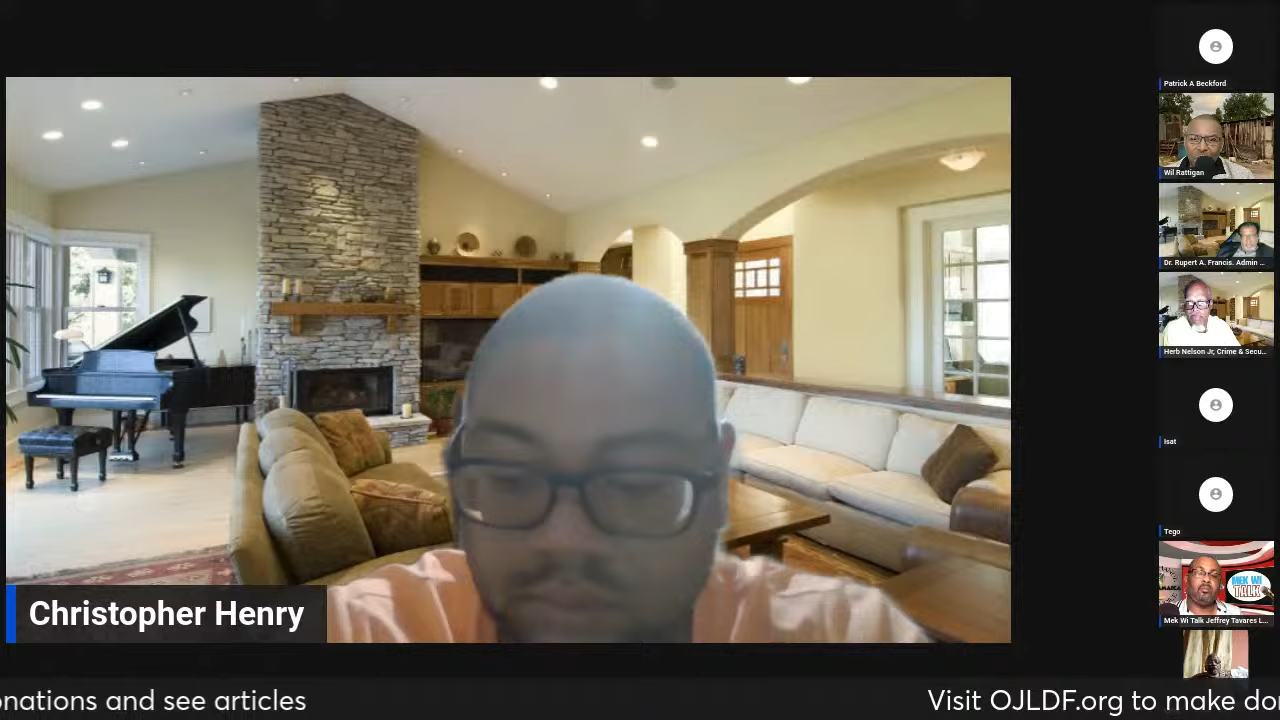 Patrick A Beckford
Wil Rattigan
Dr. Rupert A. Francis. Admin ...
Herb Nelson Jr, Crime & Secu...
Isat
Tego
MEK WI
TALK
Mek Wi Talk Jeffrey Tavares L...
Christopher Henry
onations and see articles
Visit OJLDF.org to make do